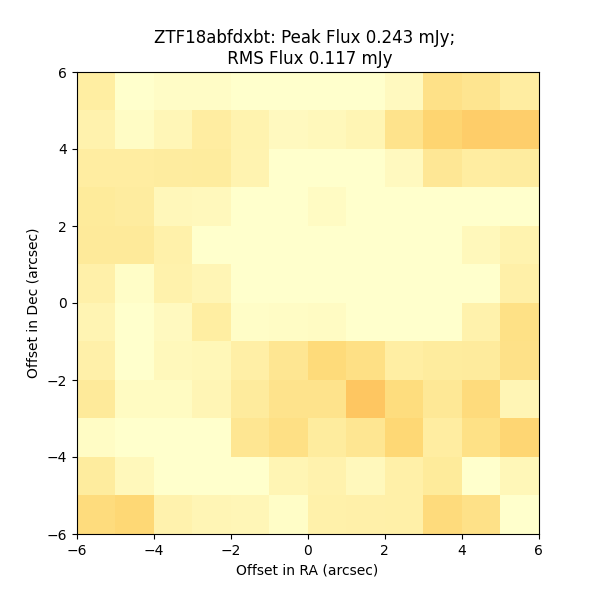 ZTF18abfdxbt: Peak Flux 0.243 mJy;
RMS Flux 0.117 mJy
6
4
2
0
−2
−4
−6
Offset in Dec (arcsec)
−6 −4 −2 0 2 4 6
Offset in RA (arcsec)